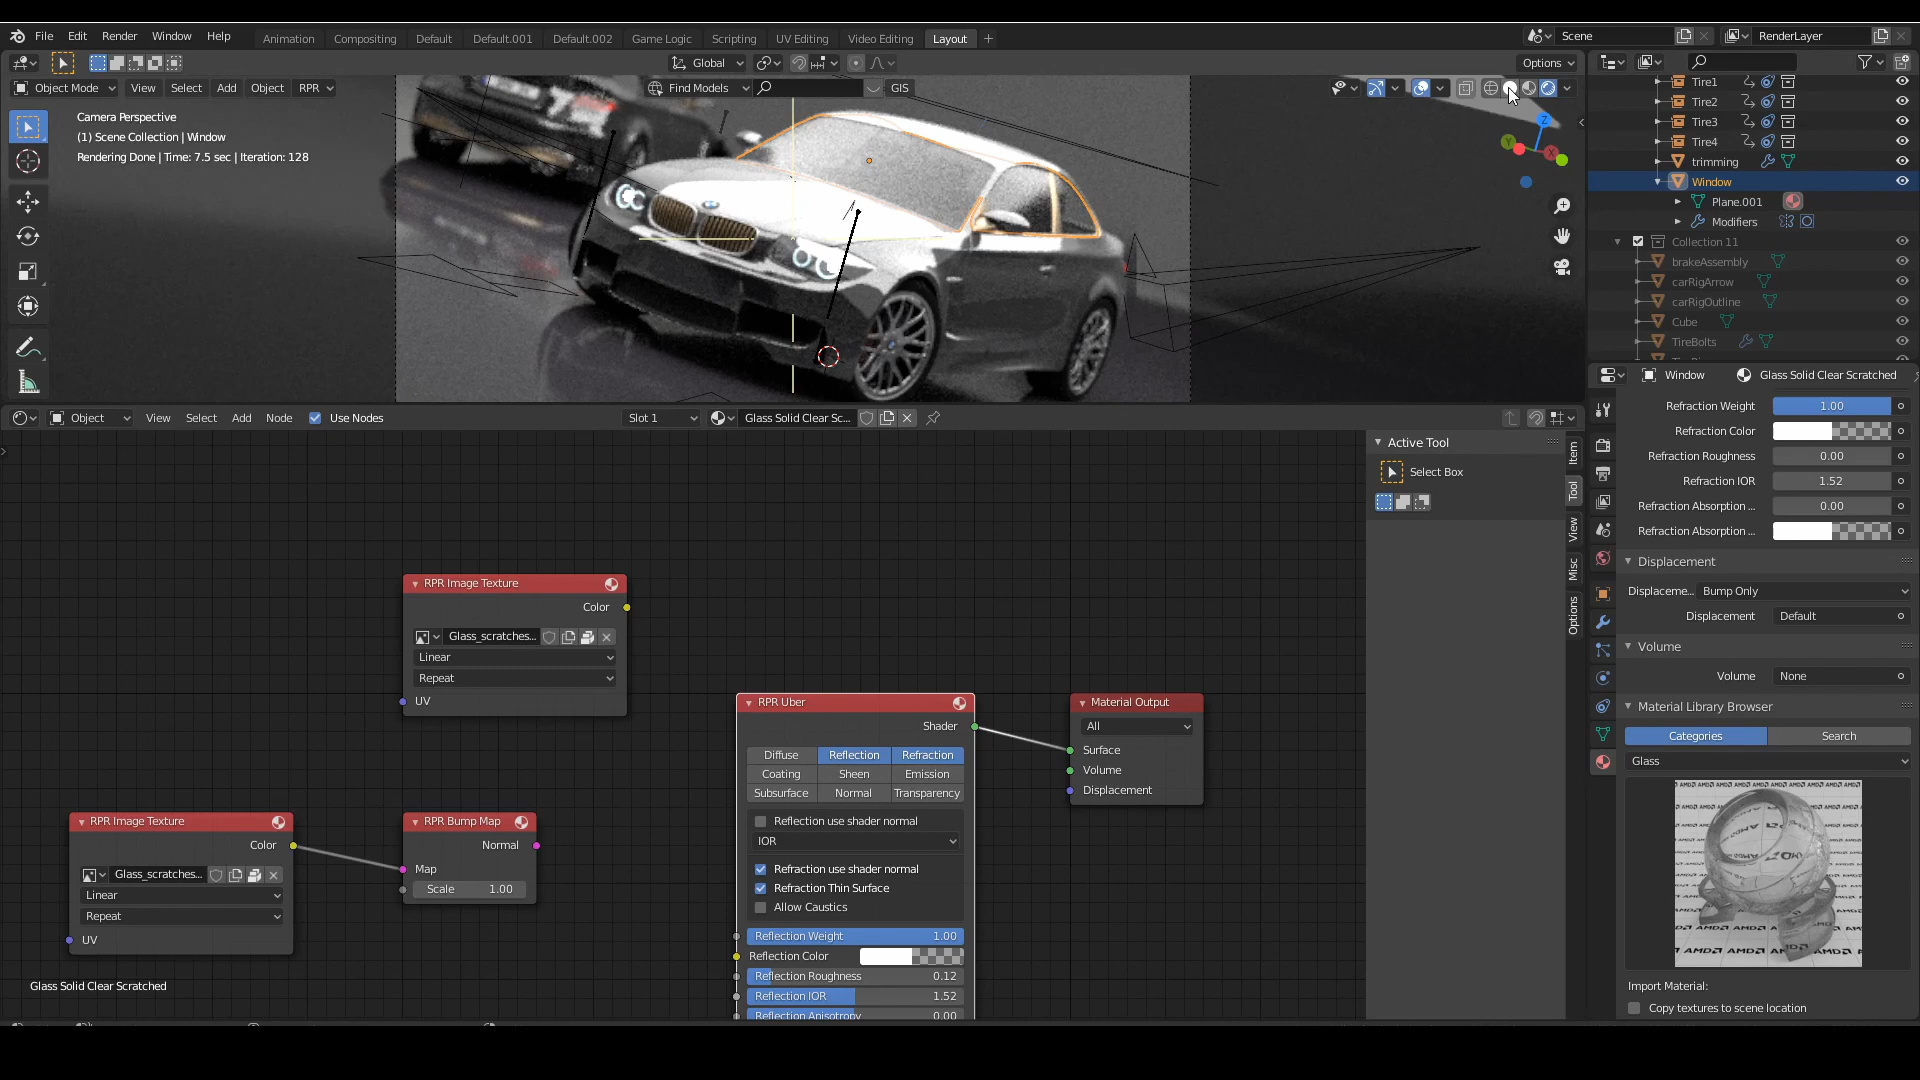 File Edit Render Window Help Animation Compositing Default Default.001 Default.002 Game Logic Scripting UV Editing Video Editing Layout + Scene RenderLayer
Global Options
Object Mode View Select Add Object RPR Find Models GIS
Camera Perspective
(1) Scene Collection | Window
Rendering Done | Time: 7.5 sec | Iteration: 128
Z
Y
X
Tire1
Tire2
Tire3
Tire4
trimming
Window
Plane.001
Modifiers
Collection 11
brakeAssembly
carRigArrow
carRigOutline
Cube
TireBolts
Window Glass Solid Clear Scratched
Refraction Weight 1.00
Refraction Color
Refraction Roughness 0.00
Refraction IOR 1.52
Refraction Absorption ... 0.00
Refraction Absorption ...
Displacement
Displaceme... Bump Only
Displacement Default
Volume
Volume None
Material Library Browser
Categories Search
Glass
Import Material:
Copy textures to scene location
Object View Select Add Node Use Nodes Slot 1 Glass Solid Clear Sc...
Active Tool
Select Box
Item
Tool
View
Misc
Options
RPR Image Texture
Color
Glass_scratches...
Linear
Repeat
UV
RPR Image Texture
Color
Glass_scratches...
Linear
Repeat
UV
RPR Bump Map
Normal
Map
Scale 1.00
RPR Uber
Shader
Diffuse Reflection Refraction
Coating Sheen Emission
Subsurface Normal Transparency
Reflection use shader normal
IOR
Refraction use shader normal
Refraction Thin Surface
Allow Caustics
Reflection Weight 1.00
Reflection Color
Reflection Roughness 0.12
Reflection IOR 1.52
Reflection Anisotropy 0.00
Material Output
All
Surface
Volume
Displacement
Glass Solid Clear Scratched